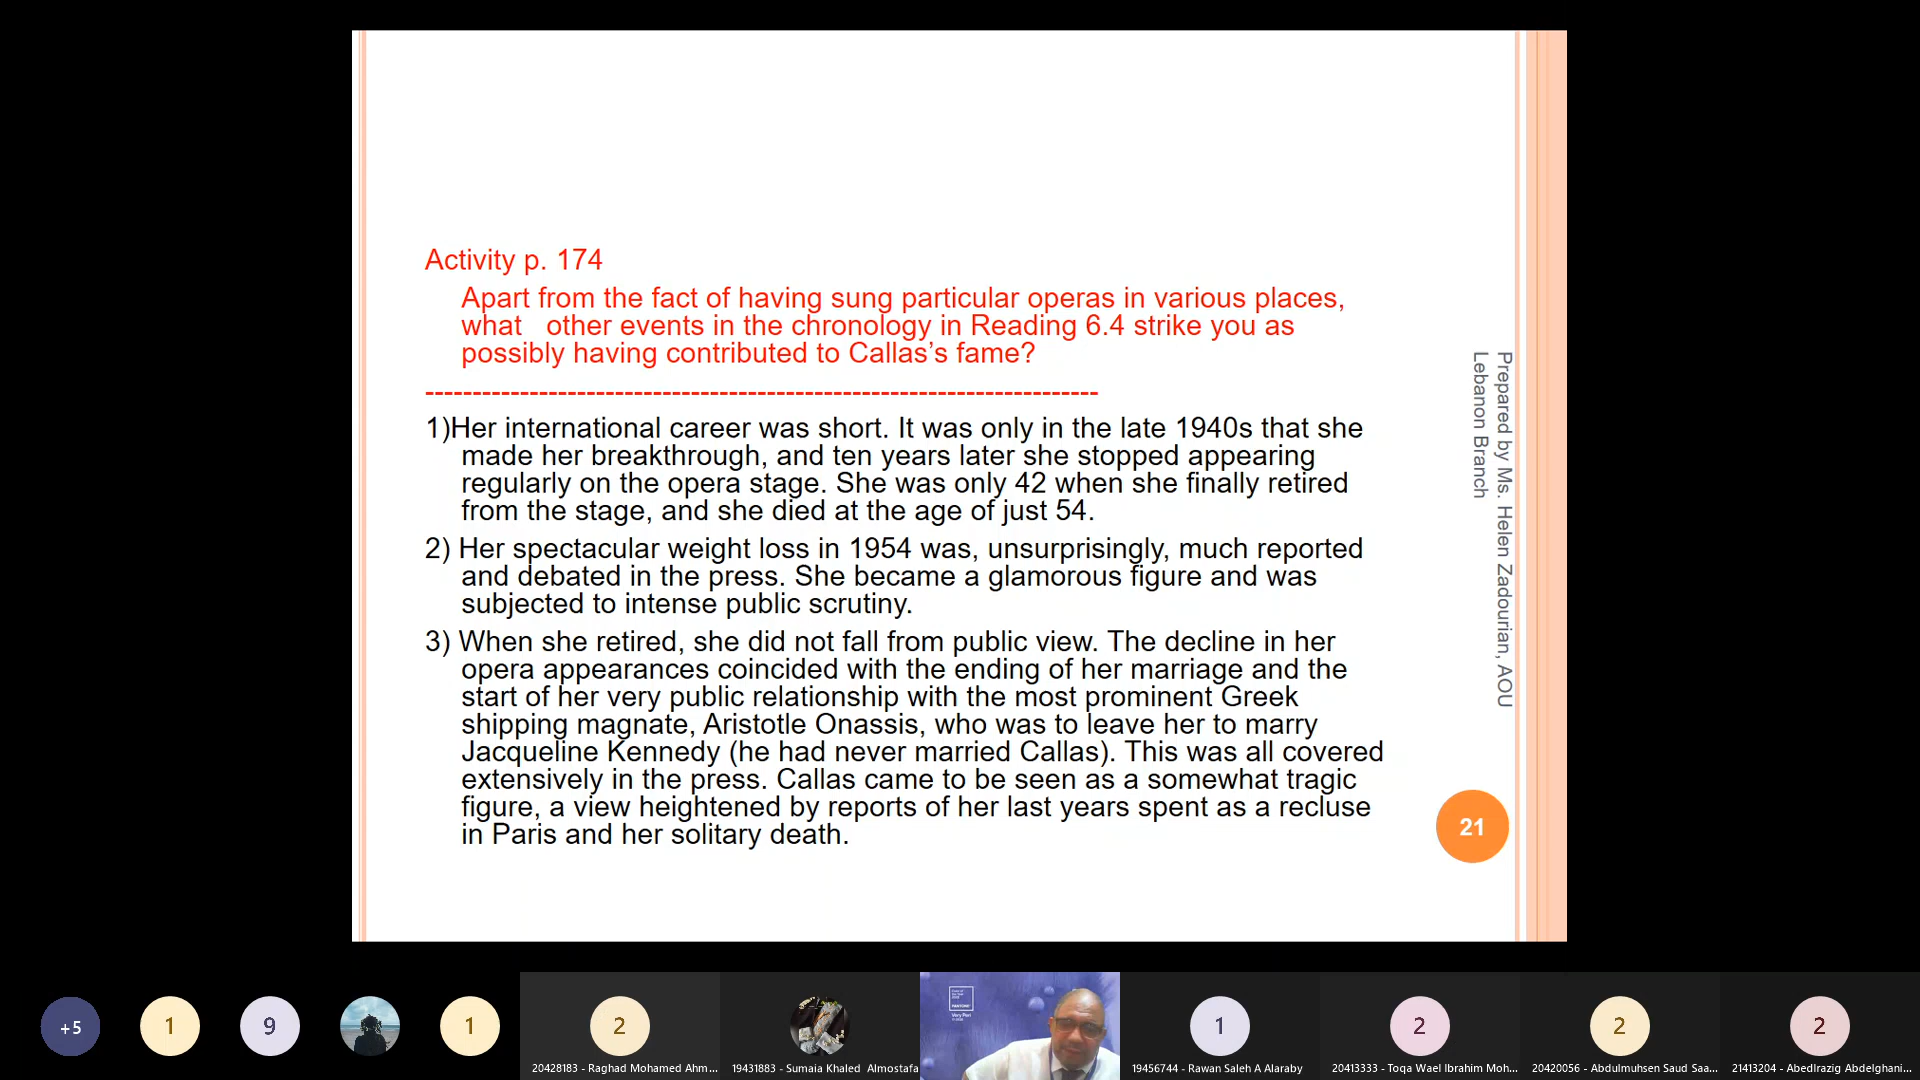 Activity p. 174
Apart from the fact of having sung particular operas in various places,
what other events in the chronology in Reading 6.4 strike you as
possibly having contributed to Callas’s fame?
-----------------------------------------------------------------------
1)Her international career was short. It was only in the late 1940s that she
made her breakthrough, and ten years later she stopped appearing
regularly on the opera stage. She was only 42 when she finally retired
from the stage, and she died at the age of just 54.
2) Her spectacular weight loss in 1954 was, unsurprisingly, much reported
and debated in the press. She became a glamorous figure and was
subjected to intense public scrutiny.
3) When she retired, she did not fall from public view. The decline in her
opera appearances coincided with the ending of her marriage and the
start of her very public relationship with the most prominent Greek
shipping magnate, Aristotle Onassis, who was to leave her to marry
Jacqueline Kennedy (he had never married Callas). This was all covered
extensively in the press. Callas came to be seen as a somewhat tragic
figure, a view heightened by reports of her last years spent as a recluse
in Paris and her solitary death.
Prepared by Ms. Helen Zadourian, AOU
Lebanon Branch
21
+5
1
9
1
2
1
2
2
2
PANTONE
Very Peri
20428183 - Raghad Mohamed Ahm...
19431883 - Sumaia Khaled Almostafa
19456744 - Rawan Saleh A Alaraby
20413333 - Toqa Wael Ibrahim Moh...
20420056 - Abdulmuhsen Saud Saa...
21413204 - AbedIrazig Abdelghani...